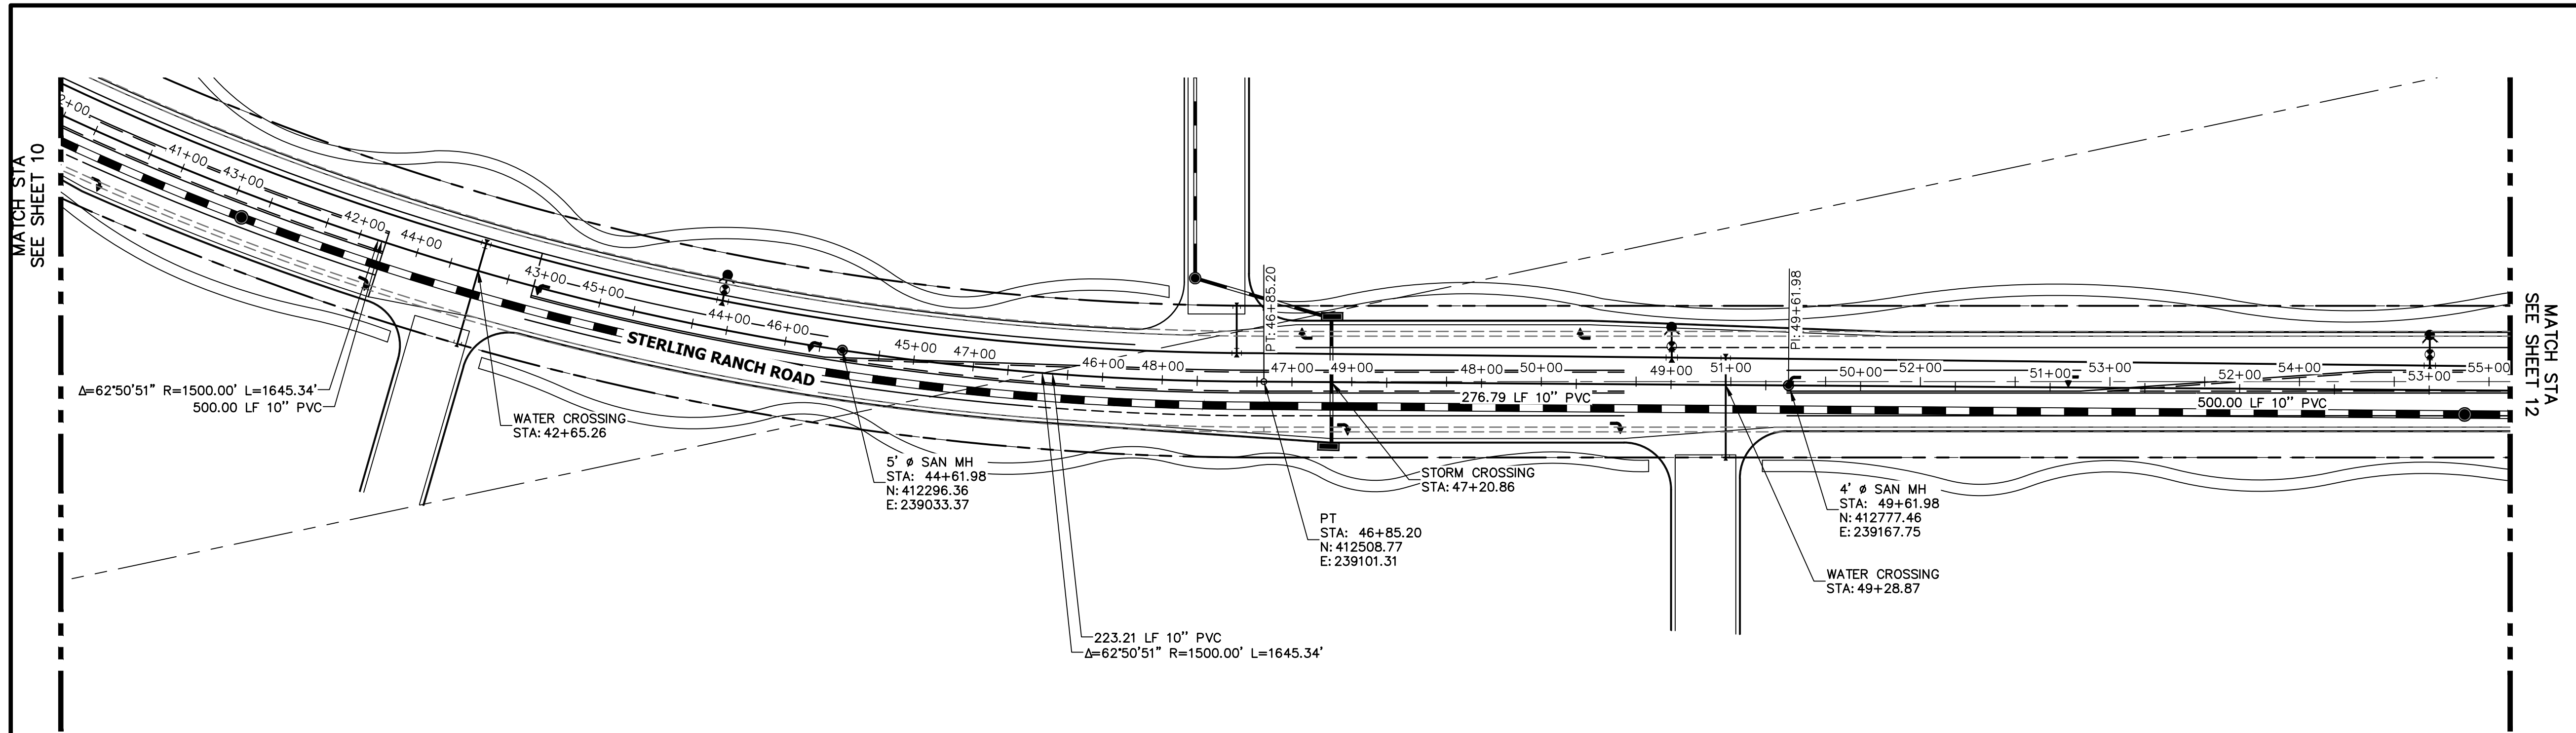 MATCH STA
SEE SHEET 10
2+00
41+00
43+00
42+00
44+00
43+00
45+00
44+00
46+00
45+00
47+00
46+00
48+00
47+00
49+00
48+00
50+00
49+00
51+00
50+00
52+00
51+00
53+00
52+00
54+00
53+00
55+00
PT: 46+85.20
PI: 49+61.98
STERLING RANCH ROAD
276.79 LF 10" PVC
500.00 LF 10" PVC
Δ=62°50'51" R=1500.00' L=1645.34'
500.00 LF 10" PVC
WATER CROSSING
STA: 42+65.26
5' ø SAN MH
STA: 44+61.98
N: 412296.36
E: 239033.37
STORM CROSSING
STA: 47+20.86
PT
STA: 46+85.20
N: 412508.77
E: 239101.31
4' ø SAN MH
STA: 49+61.98
N: 412777.46
E: 239167.75
WATER CROSSING
STA: 49+28.87
223.21 LF 10" PVC
Δ=62°50'51" R=1500.00' L=1645.34'
MATCH STA
SEE SHEET 12